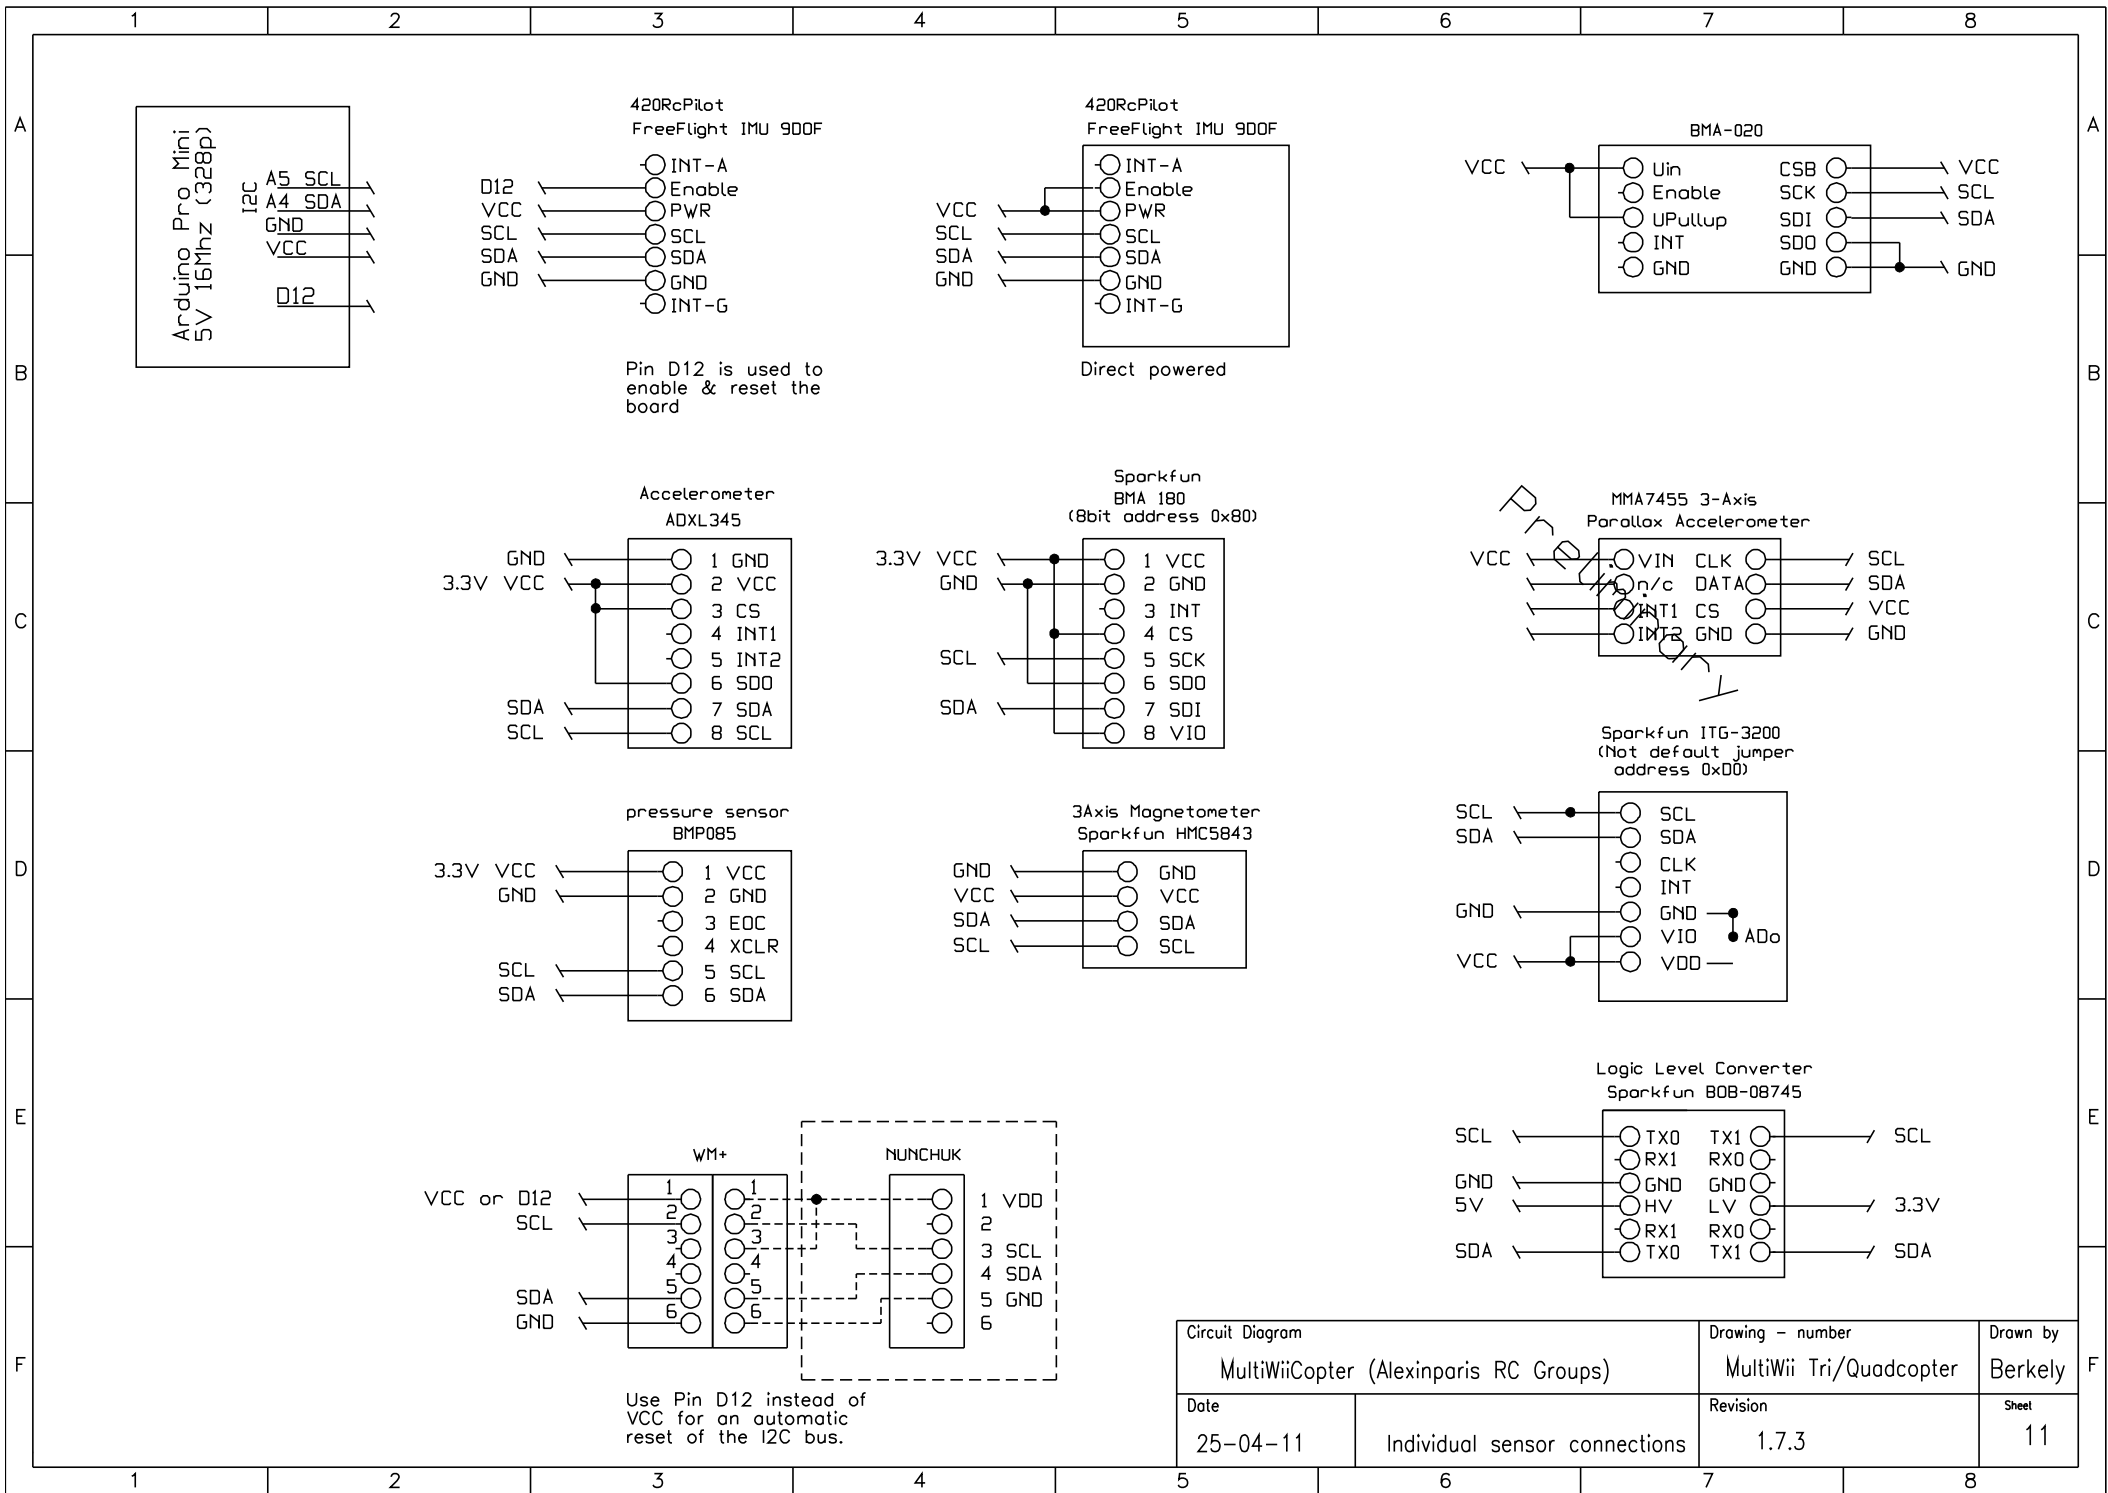 1 2 3 4 5 6 7 8
A
B
C
D
E
F
A
B
C
D
E
F
Arduino Pro Mini
5V 16Mhz (328p)
I2C
A5 SCL
A4 SDA
GND
VCC
D12
420RcPilot
FreeFlight IMU 9DOF
INT-A
D12 Enable
VCC PWR
SCL SCL
SDA SDA
GND GND
INT-G
Pin D12 is used to
enable & reset the
board
420RcPilot
FreeFlight IMU 9DOF
INT-A
Enable
VCC PWR
SCL SCL
SDA SDA
GND GND
INT-G
Direct powered
BMA-020
VCC Uin CSB VCC
Enable SCK SCL
UPullup SDI SDA
INT SDO
GND GND GND
Accelerometer
ADXL345
GND 1 GND
3.3V VCC 2 VCC
3 CS
4 INT1
5 INT2
6 SDO
SDA 7 SDA
SCL 8 SCL
Sparkfun
BMA 180
(8bit address 0x80)
3.3V VCC 1 VCC
GND 2 GND
3 INT
4 CS
SCL 5 SCK
6 SDO
SDA 7 SDI
8 VIO
MMA7455 3-Axis
Parallax Accelerometer
VCC VIN CLK SCL
n/c DATA SDA
INT1 CS VCC
INT2 GND GND
Preliminary
pressure sensor
BMP085
3.3V VCC 1 VCC
GND 2 GND
3 EOC
4 XCLR
SCL 5 SCL
SDA 6 SDA
3Axis Magnetometer
Sparkfun HMC5843
GND GND
VCC VCC
SDA SDA
SCL SCL
Sparkfun ITG-3200
(Not default jumper
address 0xD0)
SCL SCL
SDA SDA
CLK
INT
GND GND
VIO ADo
VCC VDD
WM+
VCC or D12 1 1
SCL 2 2
3 3
4 4
SDA 5 5
GND 6 6
NUNCHUK
1 VDD
2
3 SCL
4 SDA
5 GND
6
Use Pin D12 instead of
VCC for an automatic
reset of the I2C bus.
Logic Level Converter
Sparkfun BOB-08745
SCL TX0 TX1 SCL
RX1 RX0
GND GND GND
5V HV LV 3.3V
RX1 RX0
SDA TX0 TX1 SDA
Circuit Diagram
MultiWiiCopter (Alexinparis RC Groups)
Drawing - number
MultiWii Tri/Quadcopter
Drawn by
Berkely
Date
25-04-11
Individual sensor connections
Revision
1.7.3
Sheet
11
1 2 3 4 5 6 7 8